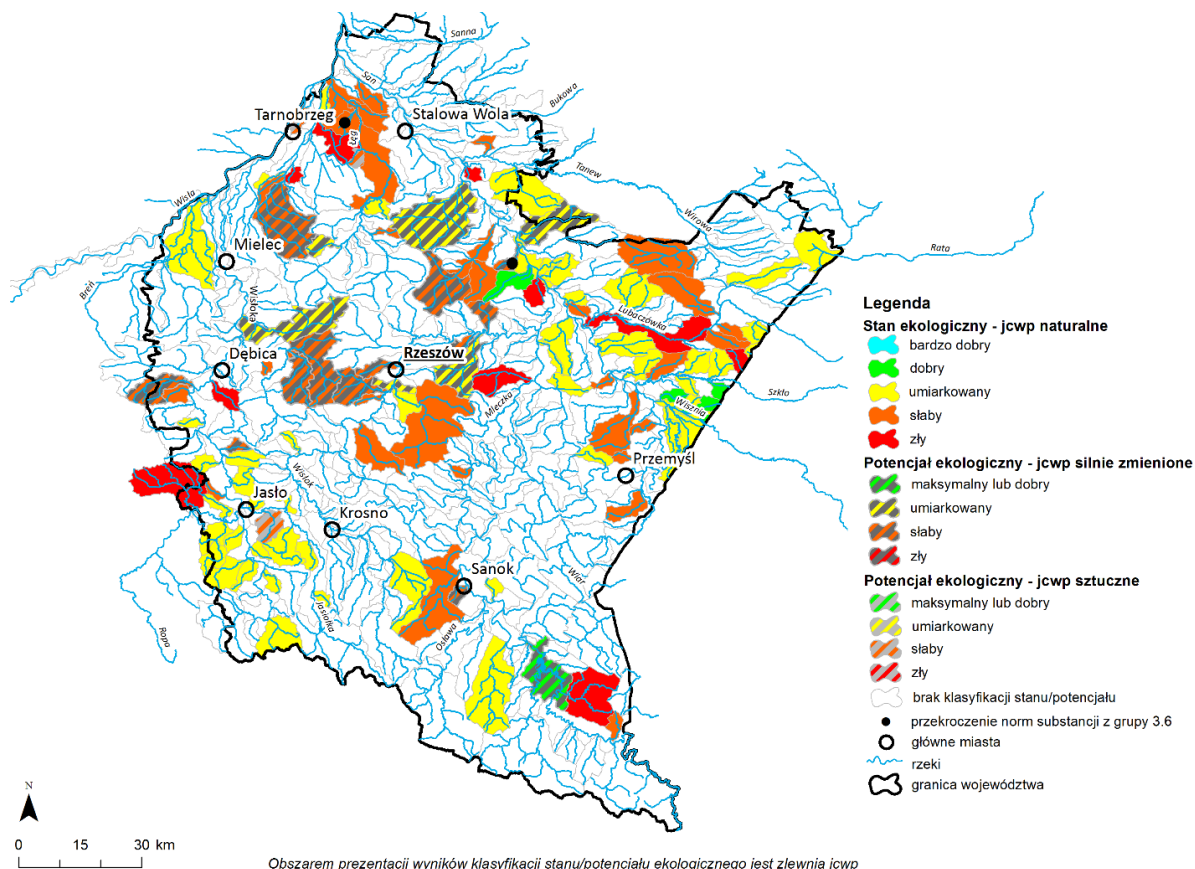 Sanna
San
Bukowa
Tarnobrzeg
Stalowa Wola
Łęg
Tanew
Wisła
Wirowa
Mielec
Rata
Breń
Wisłoka
Lubaczówka
Dębica
Rzeszów
Szkło
Mleczka
Wisznia
Przemyśl
Wisłok
Jasło
Krosno
Sanok
Wiar
Jasiołka
Ropa
Osława
Legenda
Stan ekologiczny - jcwp naturalne
bardzo dobry
dobry
umiarkowany
słaby
zły
Potencjał ekologiczny - jcwp silnie zmienione
maksymalny lub dobry
umiarkowany
słaby
zły
Potencjał ekologiczny - jcwp sztuczne
maksymalny lub dobry
umiarkowany
słaby
zły
brak klasyfikacji stanu/potencjału
przekroczenie norm substancji z grupy 3.6
główne miasta
rzeki
granica województwa
N
0 15 30 km
Obszarem prezentacji wyników klasyfikacji stanu/potencjału ekologicznego jest zlewnia jcwp